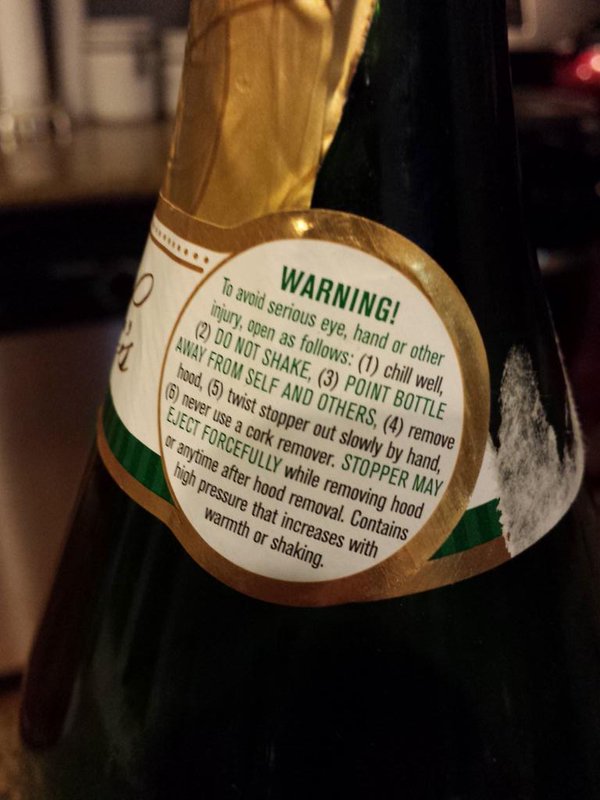 WARNING!
To avoid serious eye, hand or other
injury, open as follows: (1) chill well,
(2) DO NOT SHAKE, (3) POINT BOTTLE
AWAY FROM SELF AND OTHERS, (4) remove
hood, (5) twist stopper out slowly by hand,
(6) never use a cork remover. STOPPER MAY
EJECT FORCEFULLY while removing hood
or anytime after hood removal. Contains
high pressure that increases with
warmth or shaking.